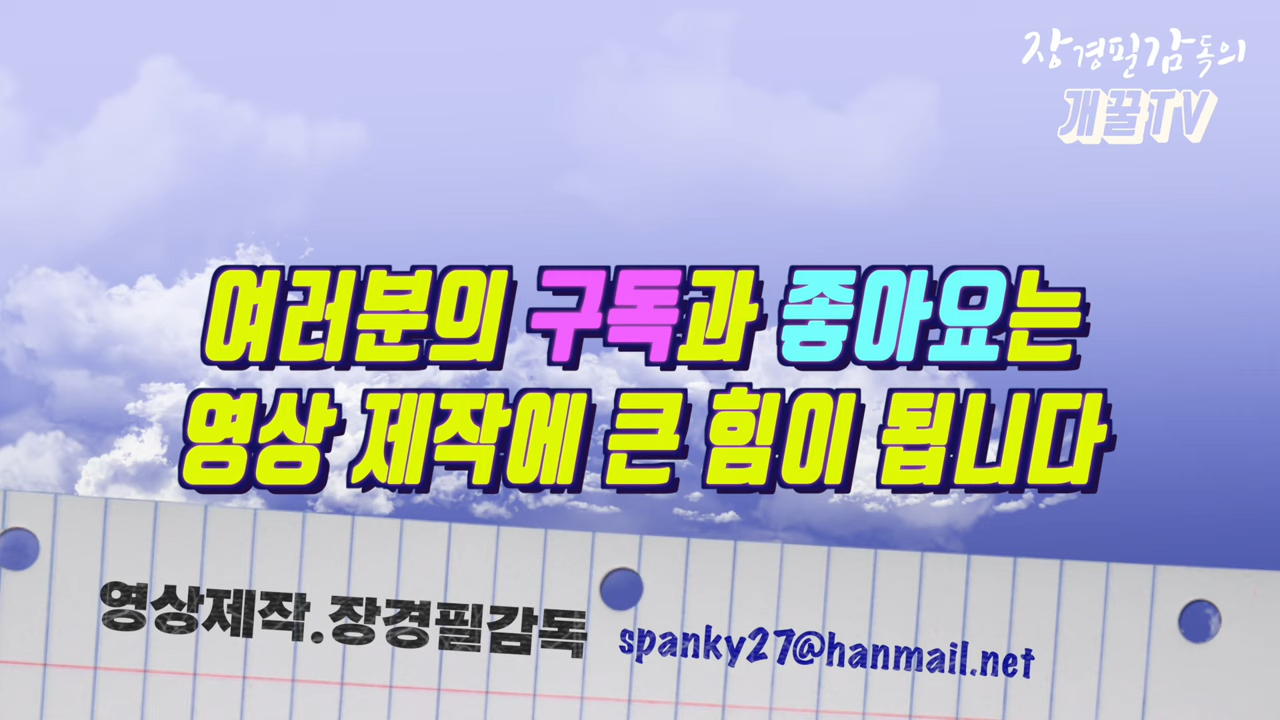 장경필감독의
개꿀TV
여러분의 구독과 좋아요는
영상 제작에 큰 힘이 됩니다
영상제작.장경필감독
spanky27@hanmail.net